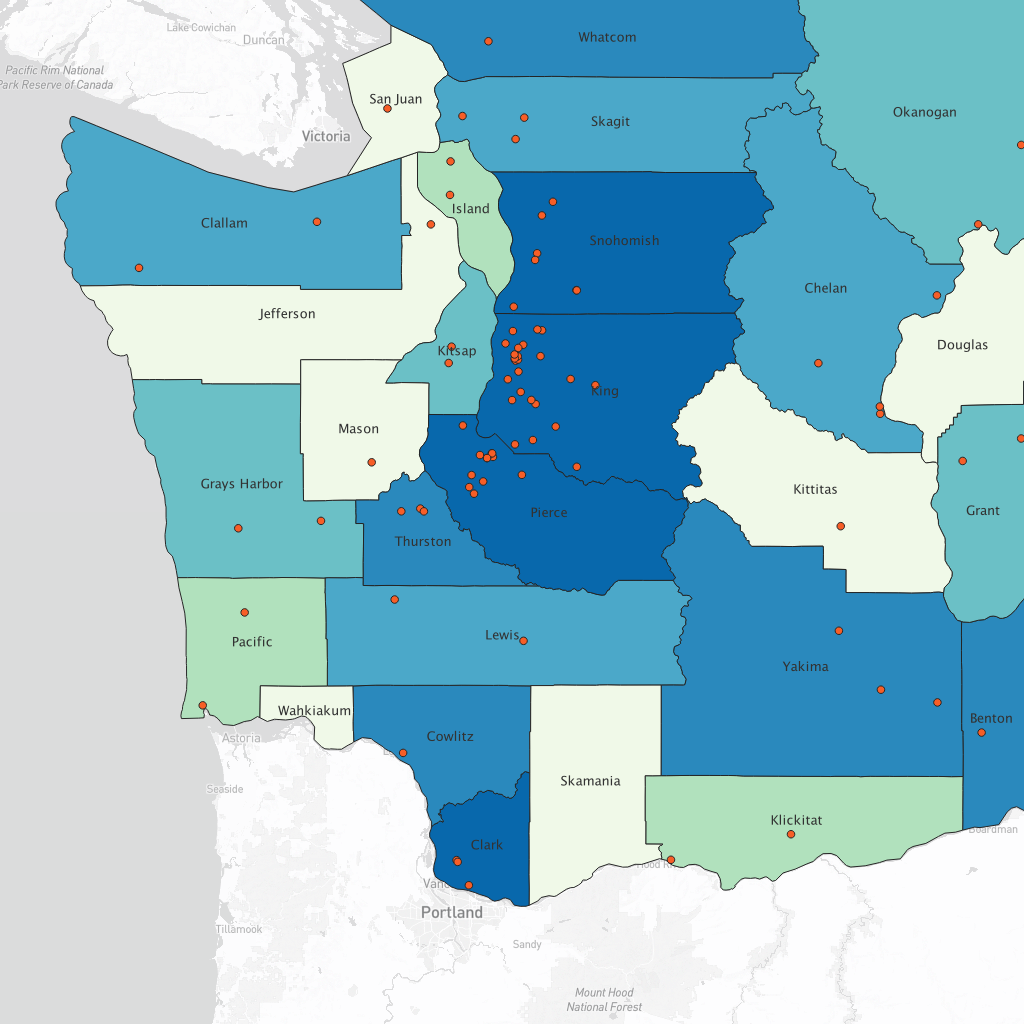 Lake Cowichan
Duncan
Whatcom
Pacific Rim National
Park Reserve of Canada
San Juan
Okanogan
Skagit
Victoria
Island
Clallam
Snohomish
Chelan
Jefferson
Douglas
Kitsap
King
Mason
Grays Harbor
Kittitas
Grant
Pierce
Thurston
Lewis
Pacific
Yakima
Wahkiakum
Benton
Cowlitz
Astoria
Skamania
Seaside
Klickitat
Boardman
Clark
Portland
Tillamook
Sandy
Mount Hood
National Forest